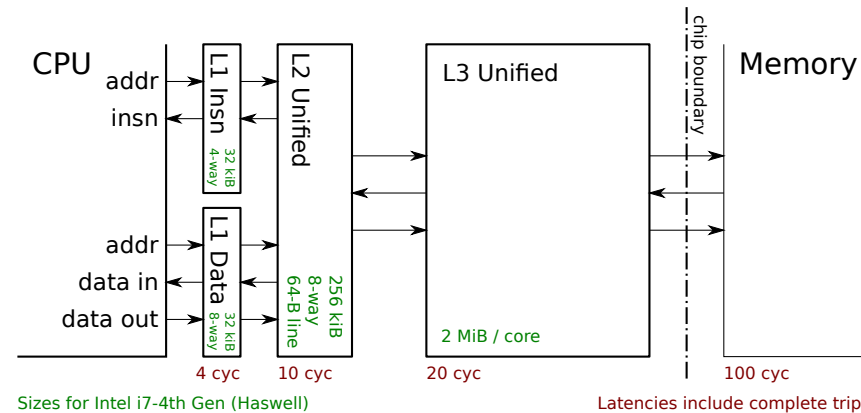 CPU
addr
insn
addr
data in
data out
L1 Insn
32 kiB
4-way
L1 Data
32 kiB
8-way
L2 Unified
256 kiB
8-way
64-B line
L3 Unified
2 MiB / core
chip boundary
Memory
4 cyc
10 cyc
20 cyc
100 cyc
Sizes for Intel i7-4th Gen (Haswell)
Latencies include complete trip